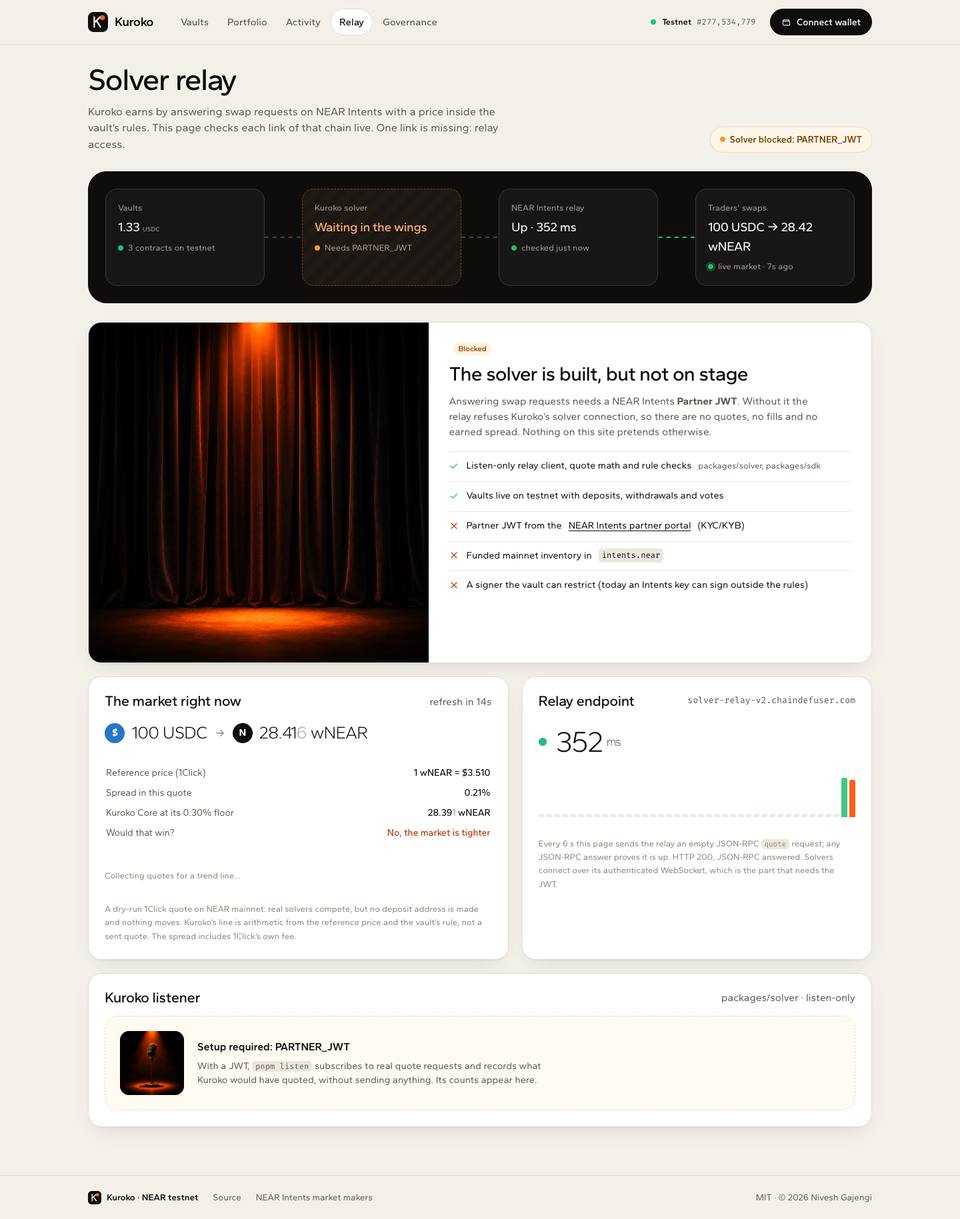 Kuroko
Vaults
Portfolio
Activity
Relay
Governance
Testnet #277,534,779
Connect wallet
Solver relay
Kuroko earns by answering swap requests on NEAR Intents with a price inside the
vault's rules. This page checks each link of that chain live. One link is missing: relay
access.
Solver blocked: PARTNER_JWT
Vaults
1.33 USDC
3 contracts on testnet
Kuroko solver
Waiting in the wings
Needs PARTNER_JWT
NEAR Intents relay
Up · 352 ms
checked just now
Traders' swaps
100 USDC → 28.42
wNEAR
live market · 7s ago
Blocked
The solver is built, but not on stage
Answering swap requests needs a NEAR Intents Partner JWT. Without it the
relay refuses Kuroko's solver connection, so there are no quotes, no fills and no
earned spread. Nothing on this site pretends otherwise.
Listen-only relay client, quote math and rule checks packages/solver, packages/sdk
Vaults live on testnet with deposits, withdrawals and votes
Partner JWT from the NEAR Intents partner portal (KYC/KYB)
Funded mainnet inventory in intents.near
A signer the vault can restrict (today an Intents key can sign outside the rules)
The market right now
refresh in 14s
$ 100 USDC → N 28.416 wNEAR
Reference price (1Click) 1 wNEAR = $3.510
Spread in this quote 0.21%
Kuroko Core at its 0.30% floor 28.391 wNEAR
Would that win? No, the market is tighter
Collecting quotes for a trend line...
A dry-run 1Click quote on NEAR mainnet: real solvers compete, but no deposit address is made
and nothing moves. Kuroko's line is arithmetic from the reference price and the vault's rule, not a
sent quote. The spread includes 1Click's own fee.
Relay endpoint
solver-relay-v2.chaindefuser.com
352 ms
Every 6 s this page sends the relay an empty JSON-RPC quote request; any
JSON-RPC answer proves it is up. HTTP 200, JSON-RPC answered. Solvers
connect over its authenticated WebSocket, which is the part that needs the
JWT.
Kuroko listener
packages/solver · listen-only
Setup required: PARTNER_JWT
With a JWT, pnpm listen subscribes to real quote requests and records what
Kuroko would have quoted, without sending anything. Its counts appear here.
Kuroko · NEAR testnet
Source
NEAR Intents market makers
MIT · © 2026 Nivesh Gajengi